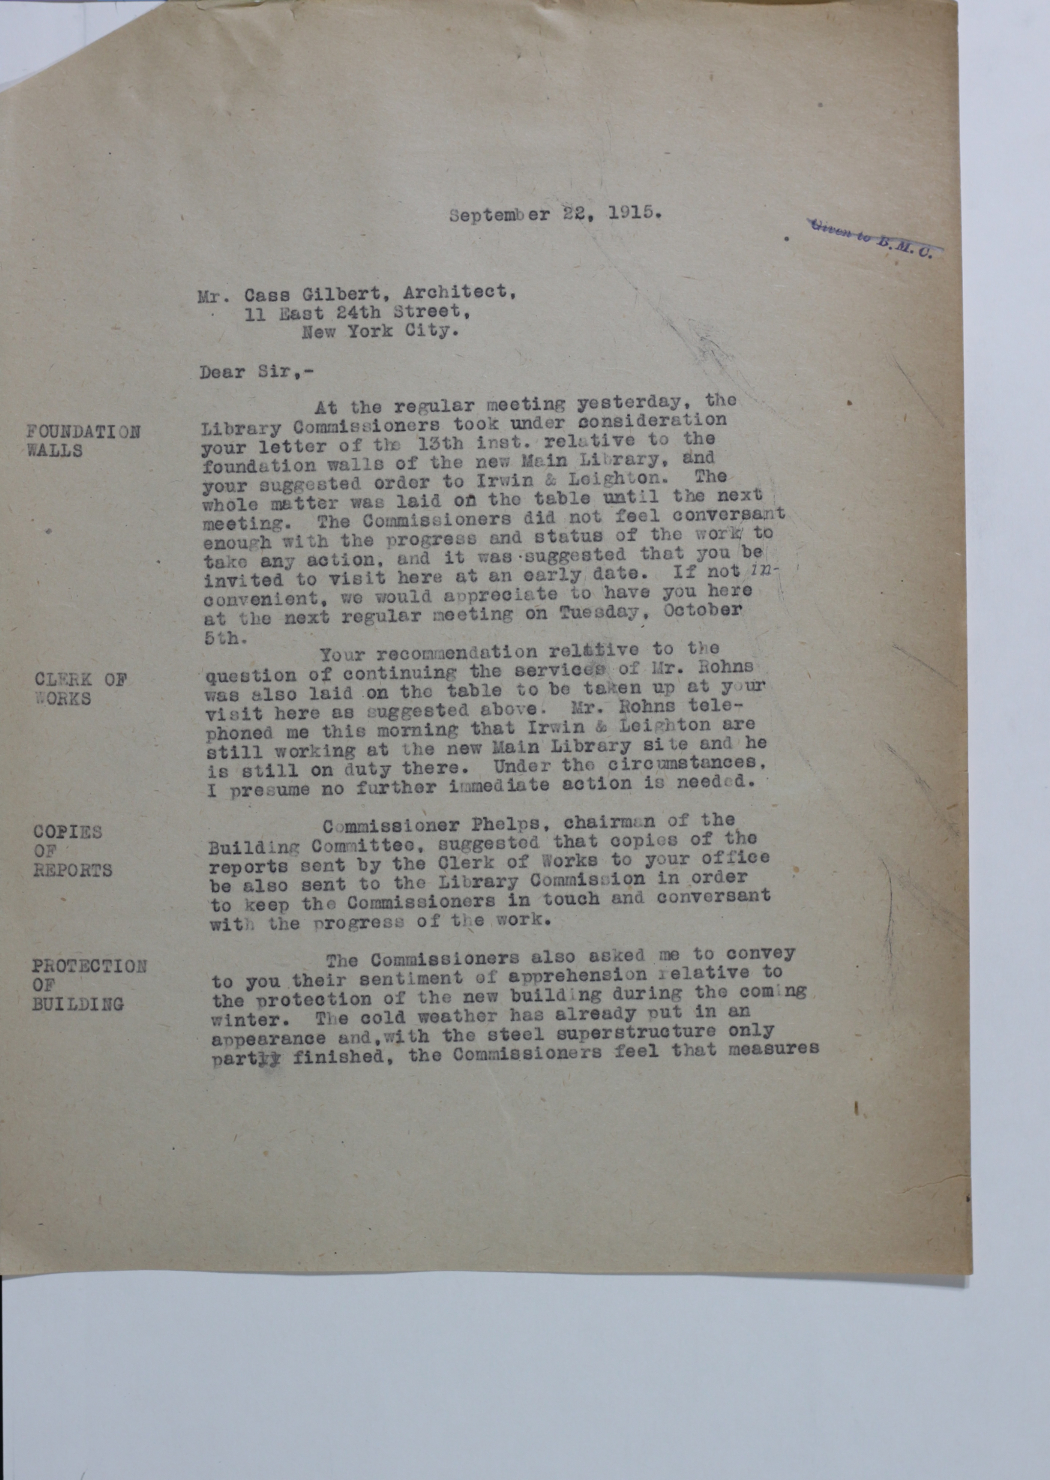 September 22, 1915.
Given to B.M.C.
Mr. Cass Gilbert, Architect,
11 East 24th Street,
New York City.
Dear Sir,-
FOUNDATION
WALLS
At the regular meeting yesterday, the
Library Commissioners took under consideration
your letter of the 13th inst. relative to the
foundation walls of the new Main Library, and
your suggested order to Irwin & Leighton. The
whole matter was laid on the table until the next
meeting. The Commissioners did not feel conversant
enough with the progress and status of the work to
take any action, and it was suggested that you be
invited to visit here at an early date. If not in-
convenient, we would appreciate to have you here
at the next regular meeting on Tuesday, October
5th.
CLERK OF
WORKS
Your recommendation relative to the
question of continuing the services of Mr. Rohns
was also laid on the table to be taken up at your
visit here as suggested above. Mr. Rohns tele-
phoned me this morning that Irwin & Leighton are
still working at the new Main Library site and he
is still on duty there. Under the circumstances,
I presume no further immediate action is needed.
COPIES
OF
REPORTS
Commissioner Phelps, chairman of the
Building Committee, suggested that copies of the
reports sent by the Clerk of Works to your office
be also sent to the Library Commission in order
to keep the Commissioners in touch and conversant
with the progress of the work.
PROTECTION
OF
BUILDING
The Commissioners also asked me to convey
to you their sentiment of apprehension relative to
the protection of the new building during the coming
winter. The cold weather has already put in an
appearance and,with the steel superstructure only
partly finished, the Commissioners feel that measures